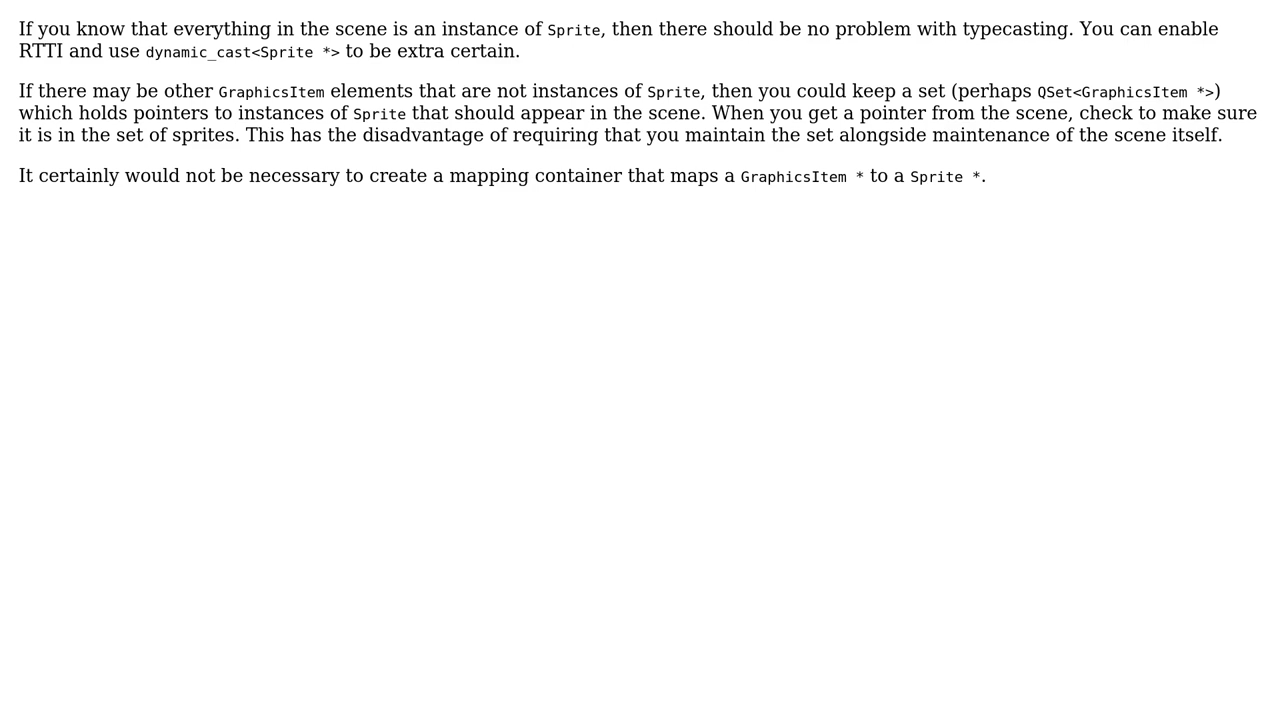 If you know that everything in the scene is an instance of Sprite, then there should be no problem with typecasting. You can enable
RTTI and use dynamic_cast<Sprite *> to be extra certain.
If there may be other GraphicsItem elements that are not instances of Sprite, then you could keep a set (perhaps QSet<GraphicsItem *>)
which holds pointers to instances of Sprite that should appear in the scene. When you get a pointer from the scene, check to make sure
it is in the set of sprites. This has the disadvantage of requiring that you maintain the set alongside maintenance of the scene itself.
It certainly would not be necessary to create a mapping container that maps a GraphicsItem * to a Sprite *.